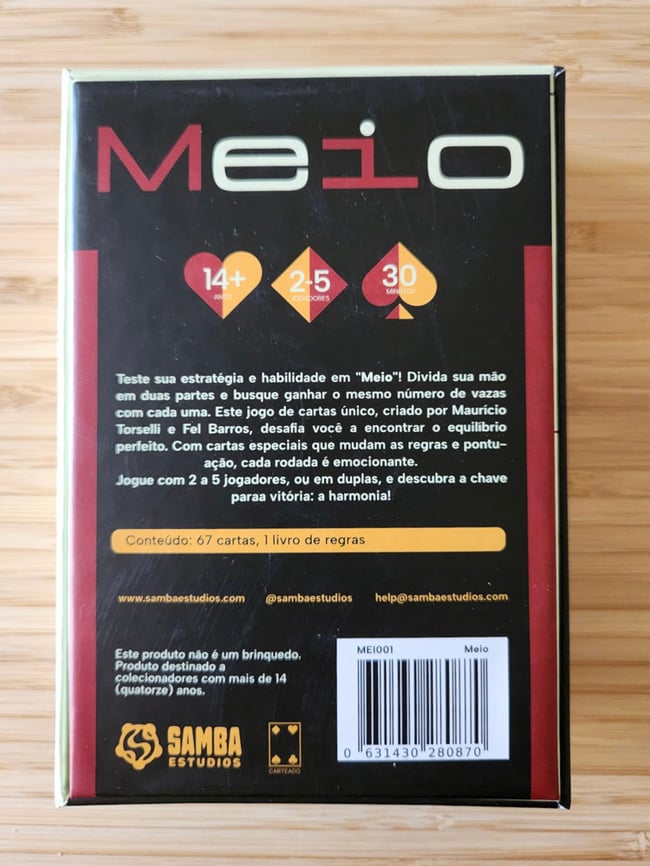 Meio
14+ 2-5 30
ANOS JOGADORES MINUTOS
Teste sua estratégia e habilidade em "Meio"! Divida sua mão
em duas partes e busque ganhar o mesmo número de vazas
com cada uma. Este jogo de cartas único, criado por Maurício
Torselli e Fel Barros, desafia você a encontrar o equilíbrio
perfeito. Com cartas especiais que mudam as regras e pontu-
ação, cada rodada é emocionante.
Jogue com 2 a 5 jogadores, ou em duplas, e descubra a chave
paraa vitória: a harmonia!
Conteúdo: 67 cartas, 1 livro de regras
www.sambaestudios.com @sambaestudios help@sambaestudios.com
Este produto não é um brinquedo.
Produto destinado a
colecionadores com mais de 14
(quatorze) anos.
MEI001 Meio
0 631430 280870
SAMBA
ESTUDIOS
CARTEADO